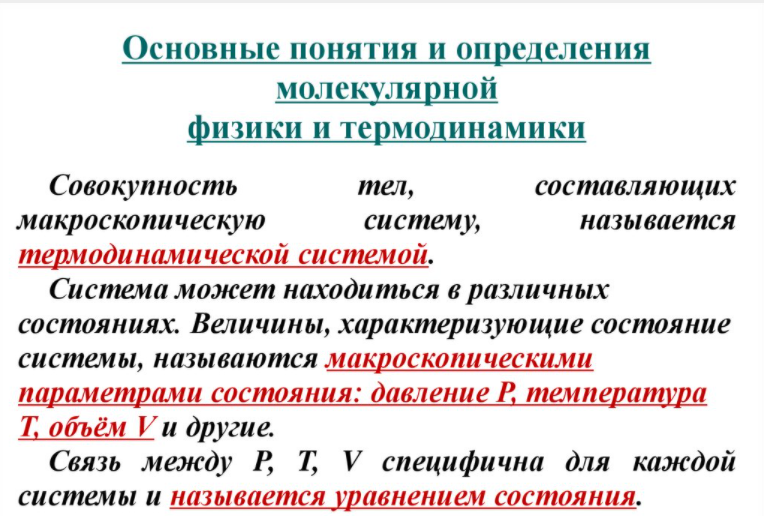 Основные понятия и определения
молекулярной
физики и термодинамики
Совокупность тел, составляющих
макроскопическую систему, называется
термодинамической системой.
Система может находиться в различных
состояниях. Величины, характеризующие состояние
системы, называются макроскопическими
параметрами состояния: давление P, температура
T, объём V и другие.
Связь между P, T, V специфична для каждой
системы и называется уравнением состояния.